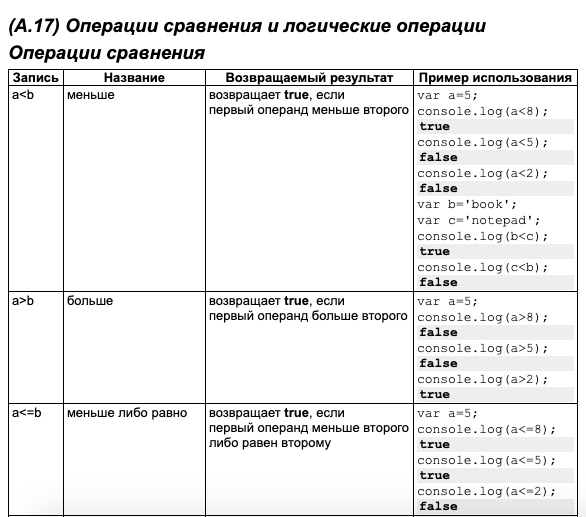 (A.17) Операции сравнения и логические операции
Операции сравнения
Запись Название Возвращаемый результат Пример использования
a<b меньше возвращает true, если
первый операнд меньше второго
var a=5;
console.log(a<8);
true
console.log(a<5);
false
console.log(a<2);
false
var b='book';
var c='notepad';
console.log(b<c);
true
console.log(c<b);
false
a>b больше возвращает true, если
первый операнд больше второго
var a=5;
console.log(a>8);
false
console.log(a>5);
false
console.log(a>2);
true
a<=b меньше либо равно возвращает true, если
первый операнд меньше второго
либо равен второму
var a=5;
console.log(a<=8);
true
console.log(a<=5);
true
console.log(a<=2);
false